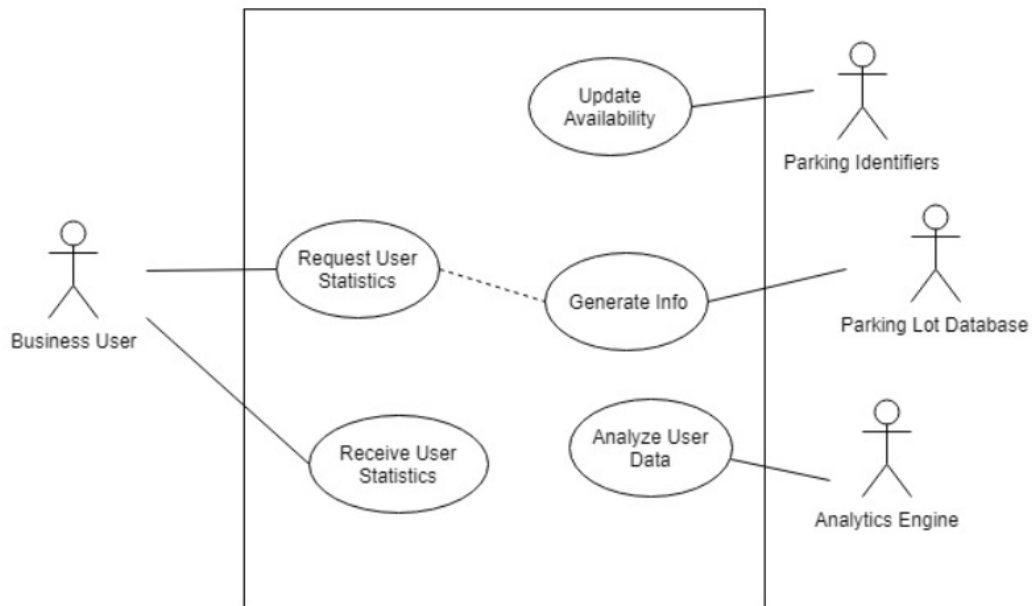 Update
Availability
Parking Identifiers
Request User
Statistics
Generate Info
Business User
Parking Lot Database
Receive User
Statistics
Analyze User
Data
Analytics Engine